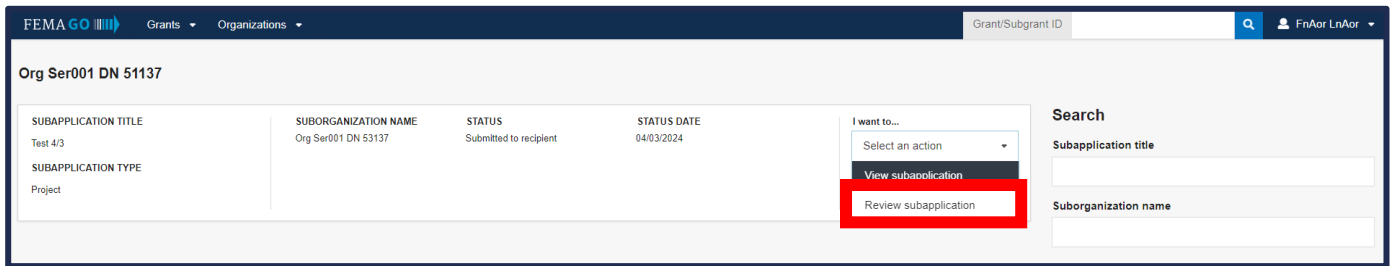 FEMA GO Grants Organizations Grant/Subgrant ID FnAor LnAor
Org Ser001 DN 51137
SUBAPPLICATION TITLE
Test 4/3
SUBAPPLICATION TYPE
Project
SUBORGANIZATION NAME
Org Ser001 DN 53137
STATUS
Submitted to recipient
STATUS DATE
04/03/2024
I want to...
Select an action
View subapplication
Review subapplication
Search
Subapplication title
Suborganization name